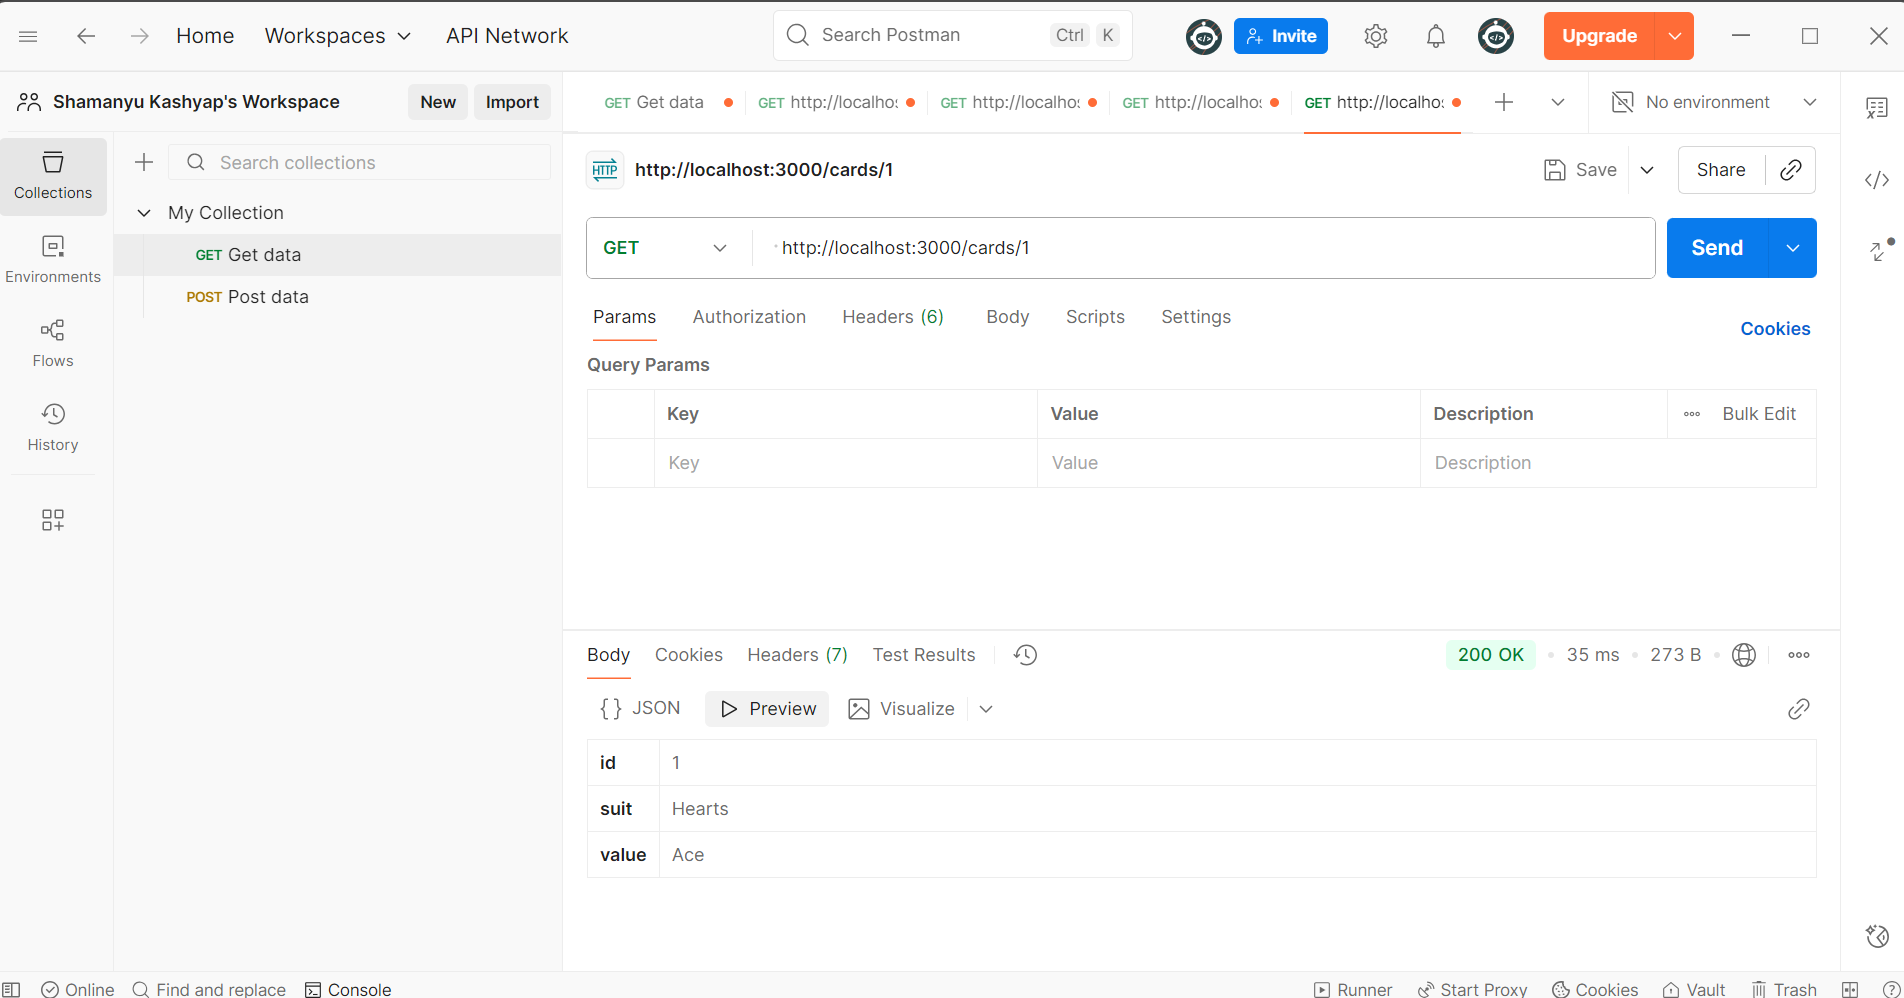 Home Workspaces API Network Search Postman Ctrl K Invite Upgrade
Shamanyu Kashyap's Workspace New Import
GET Get data GET http://localhos GET http://localhos GET http://localhos GET http://localhos No environment
Collections
Environments
Flows
History
Search collections
My Collection
GET Get data
POST Post data
HTTP http://localhost:3000/cards/1 Save Share
GET http://localhost:3000/cards/1 Send
Params Authorization Headers (6) Body Scripts Settings Cookies
Query Params
Key Value Description Bulk Edit
Key Value Description
Body Cookies Headers (7) Test Results 200 OK • 35 ms • 273 B •
{} JSON Preview Visualize
id 1
suit Hearts
value Ace
Online Find and replace Console Runner Start Proxy Cookies Vault Trash